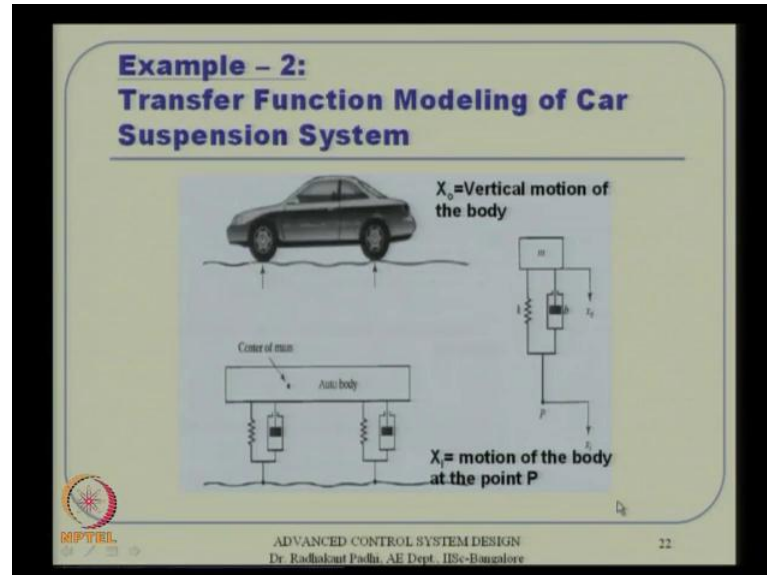 Example – 2:
Transfer Function Modeling of Car
Suspension System
X₀=Vertical motion of
the body
m
k
b
x₀
Center of mass
Auto body
P
Xᵢ= motion of the body
at the point P
NPTEL
ADVANCED CONTROL SYSTEM DESIGN
Dr. Radhakant Padhi, AE Dept., IISc-Bangalore
22